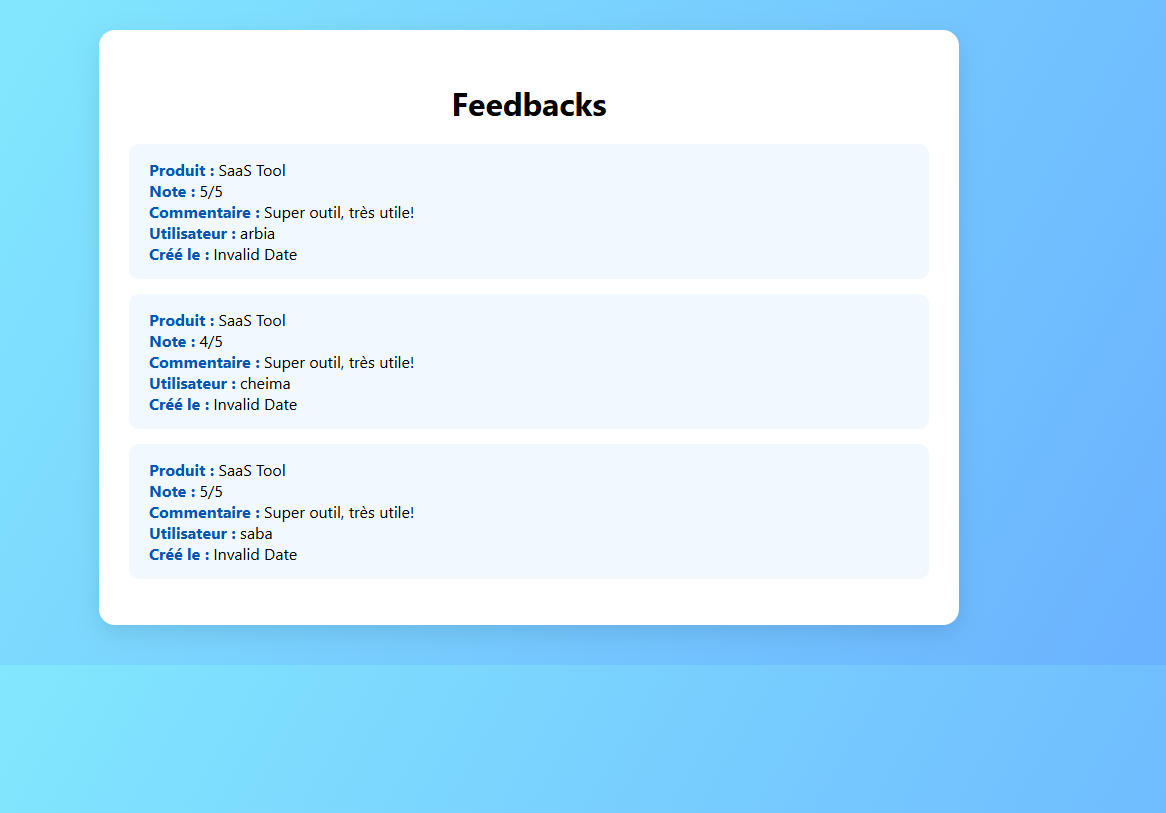 Feedbacks
Produit : SaaS Tool
Note : 5/5
Commentaire : Super outil, très utile!
Utilisateur : arbia
Créé le : Invalid Date
Produit : SaaS Tool
Note : 4/5
Commentaire : Super outil, très utile!
Utilisateur : cheima
Créé le : Invalid Date
Produit : SaaS Tool
Note : 5/5
Commentaire : Super outil, très utile!
Utilisateur : saba
Créé le : Invalid Date